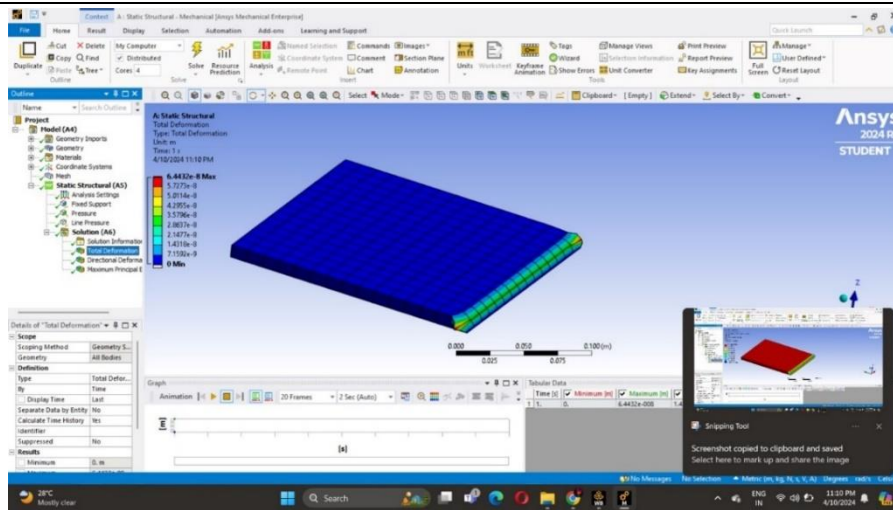 Context
A : Static Structural - Mechanical [Ansys Mechanical Enterprise]
File
Home
Result
Display
Selection
Automation
Add-ons
Learning and Support
Quick Launch
Duplicate
Cut
Delete
Copy
Find
Paste
Tree
Outline
My Computer
Distributed
Cores 4
Solve
Resource Prediction
Solve
Analysis
Named Selection
Commands
Images
Remote Point
Comment
Section Plane
Chart
Annotation
Insert
Units
Worksheet
Keyframe Animation
Tags
Wizard
Show Errors
Manage Views
Selection Information
Unit Converter
Print Preview
Report Preview
Key Assignments
Tools
Full Screen
Manage
User Defined
Reset Layout
Layout
Outline
Select
Mode
Clipboard
[Empty]
Extend
Select By
Convert
Name
Search Outline
Project
Model (A4)
Geometry Imports
Geometry
Materials
Coordinate Systems
Mesh
Static Structural (A5)
Analysis Settings
Fixed Support
Pressure
Line Pressure
Solution (A6)
Solution Informatio
Total Deformation
Directional Deforma
Maximum Principal E
A: Static Structural
Total Deformation
Type: Total Deformation
Unit: m
Time: 1 s
4/10/2024 11:10 PM
6.4432e-8 Max
5.7273e-8
5.0114e-8
4.2955e-8
3.5796e-8
2.8637e-8
2.1477e-8
1.4318e-8
7.1592e-9
0 Min
Ansys
2024 R
STUDENT
Z
0.000
0.050
0.100 (m)
0.025
0.075
Details of "Total Deformation"
Scope
Scoping Method Geometry S...
Geometry All Bodies
Definition
Type Total Defor...
By Time
Display Time Last
Separate Data by Entity No
Calculate Time History Yes
Identifier
Suppressed No
Results
Minimum 0. m
Graph
Animation
20 Frames
2 Sec (Auto)
[m]
[s]
Tabular Data
Time [s]
Minimum [m]
Maximum [m]
1 1. 0. 6.4432e-008
Snipping Tool
Screenshot copied to clipboard and saved
Select here to mark up and share the image
No Messages
No Selection
Metric (m, kg, N, s, V, A)
Degrees
rad/s
28°C
Mostly clear
Search
ENG
IN
11:10 PM
4/10/2024